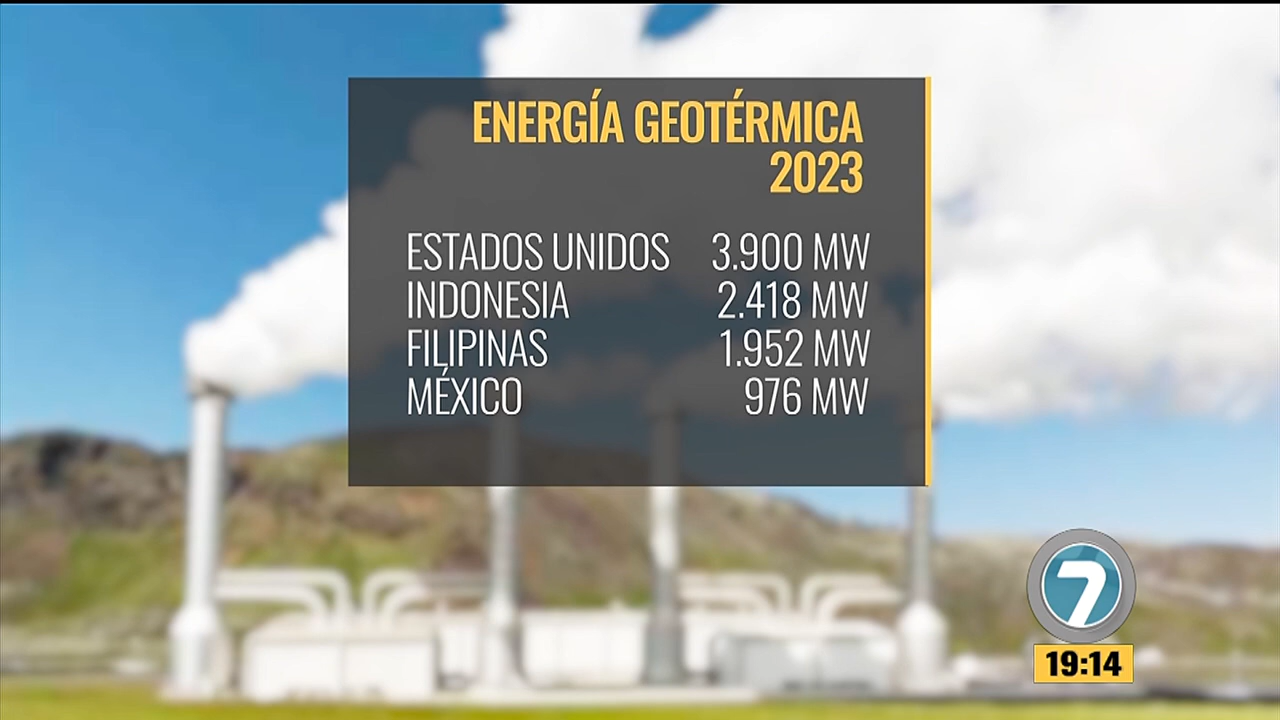 ENERGÍA GEOTÉRMICA
2023
ESTADOS UNIDOS 3.900 MW
INDONESIA 2.418 MW
FILIPINAS 1.952 MW
MÉXICO 976 MW
7
19:14